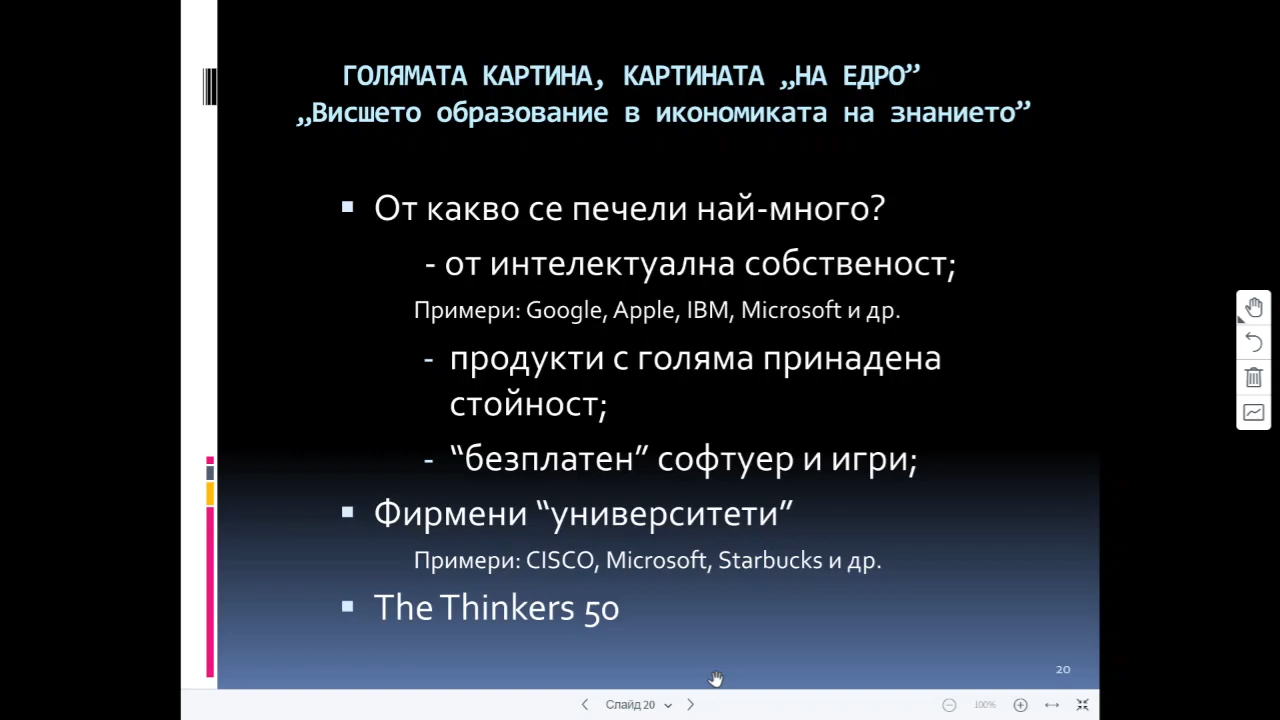 ГОЛЯМАТА КАРТИНА, КАРТИНАТА „НА ЕДРО”
„Висшето образование в икономиката на знанието”
▪ От какво се печели най-много?
- от интелектуална собственост;
Примери: Google, Apple, IBM, Microsoft и др.
- продукти с голяма принадена
стойност;
- “безплатен” софтуер и игри;
▪ Фирмени “университети”
Примери: CISCO, Microsoft, Starbucks и др.
▪ The Thinkers 50
20
Слайд 20
100%